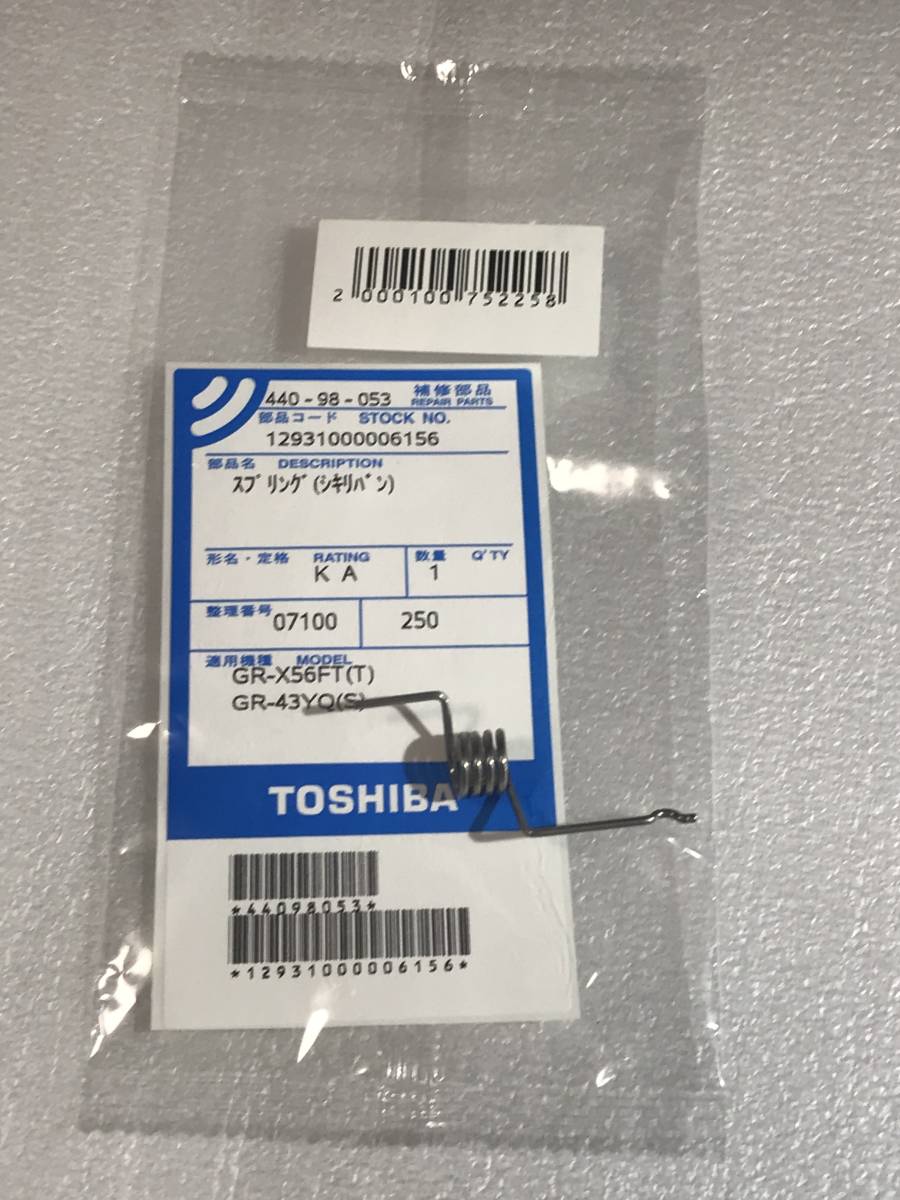 2 000100 752258
440-98-053 補修部品
REPAIR PARTS
部品コード STOCK NO.
12931000006156
部品名 DESCRIPTION
ｽﾌﾟﾘﾝｸﾞ(ｼｷﾘﾊﾞﾝ)
形名・定格 RATING 数量 Q'TY
KA 1
整理番号 07100 250
適用機種 MODEL
GR-X56FT(T)
GR-43YQ(S)
TOSHIBA
*44098053*
*12931000006156*